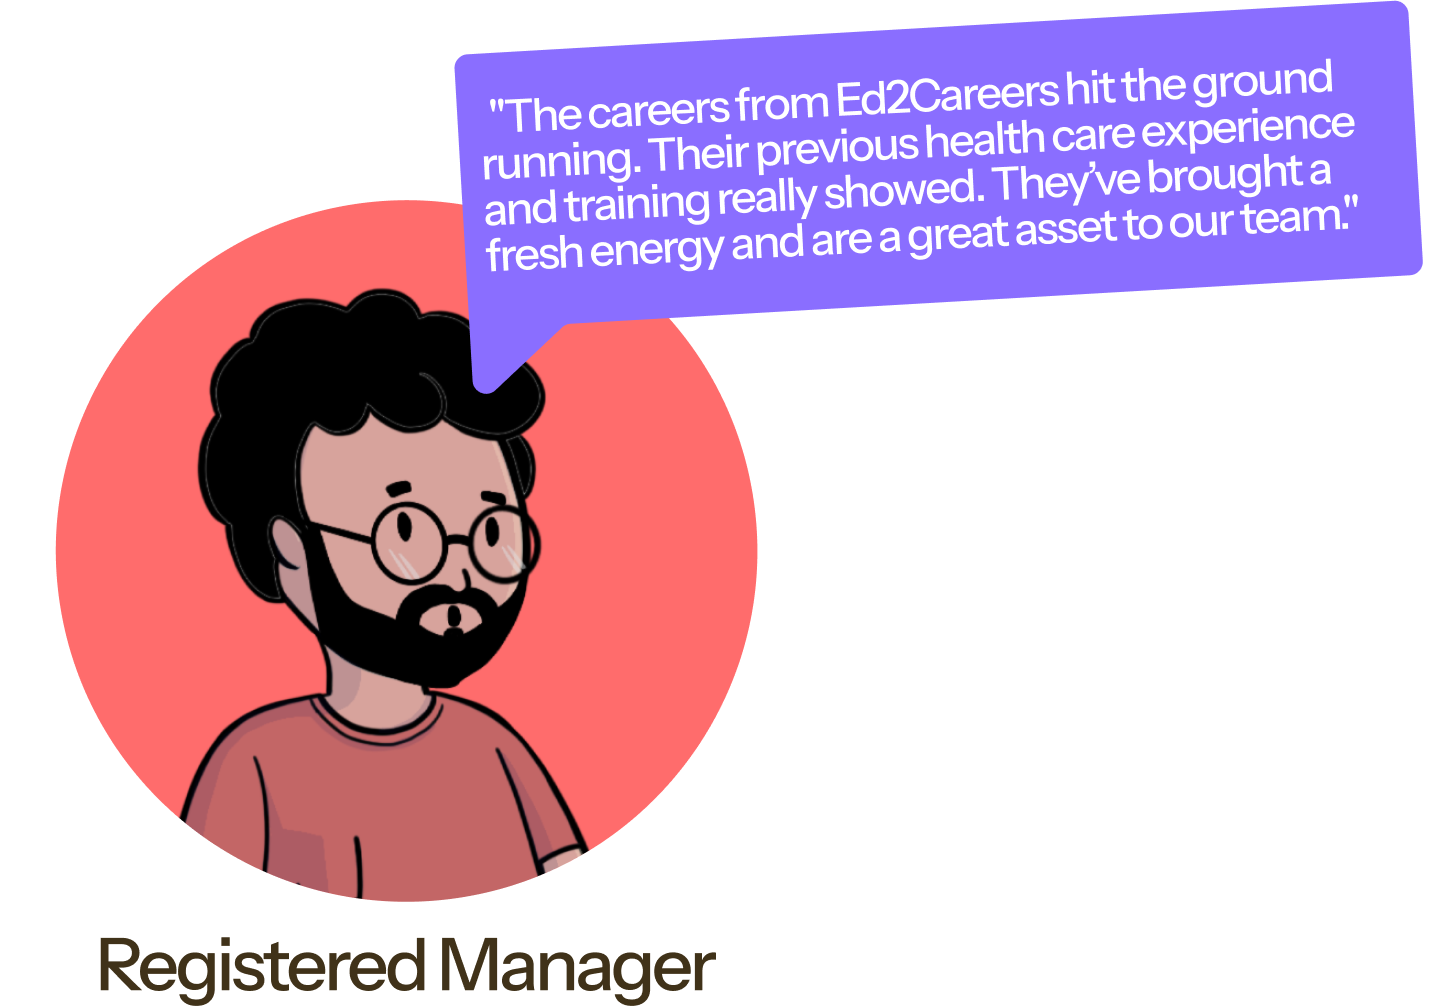 "The careers from Ed2Careers hit the ground
running. Their previous health care experience
and training really showed. They’ve brought a
fresh energy and are a great asset to our team."
Registered Manager